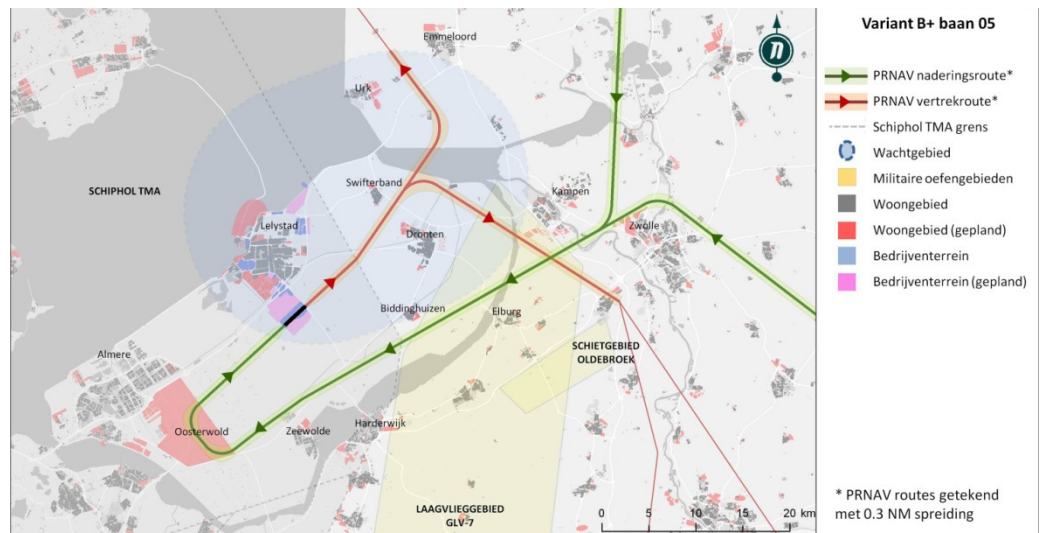 Variant B+ baan 05
PRNAV naderingsroute*
PRNAV vertrekroute*
Schiphol TMA grens
Wachtgebied
Militaire oefengebieden
Woongebied
Woongebied (gepland)
Bedrijventerrein
Bedrijventerrein (gepland)
* PRNAV routes getekend
met 0.3 NM spreiding
Emmeloord
n
Urk
SCHIPHOL TMA
Swifterband
Kampen
Lelystad
Dronten
Zwolle
Biddinghuizen
Elburg
SCHIETGEBIED
OLDEBROEK
Almere
Oosterwold
Zeewolde
Harderwijk
LAAGVLIEGGEBIED
GLV-7
0 5 10 15 20 km